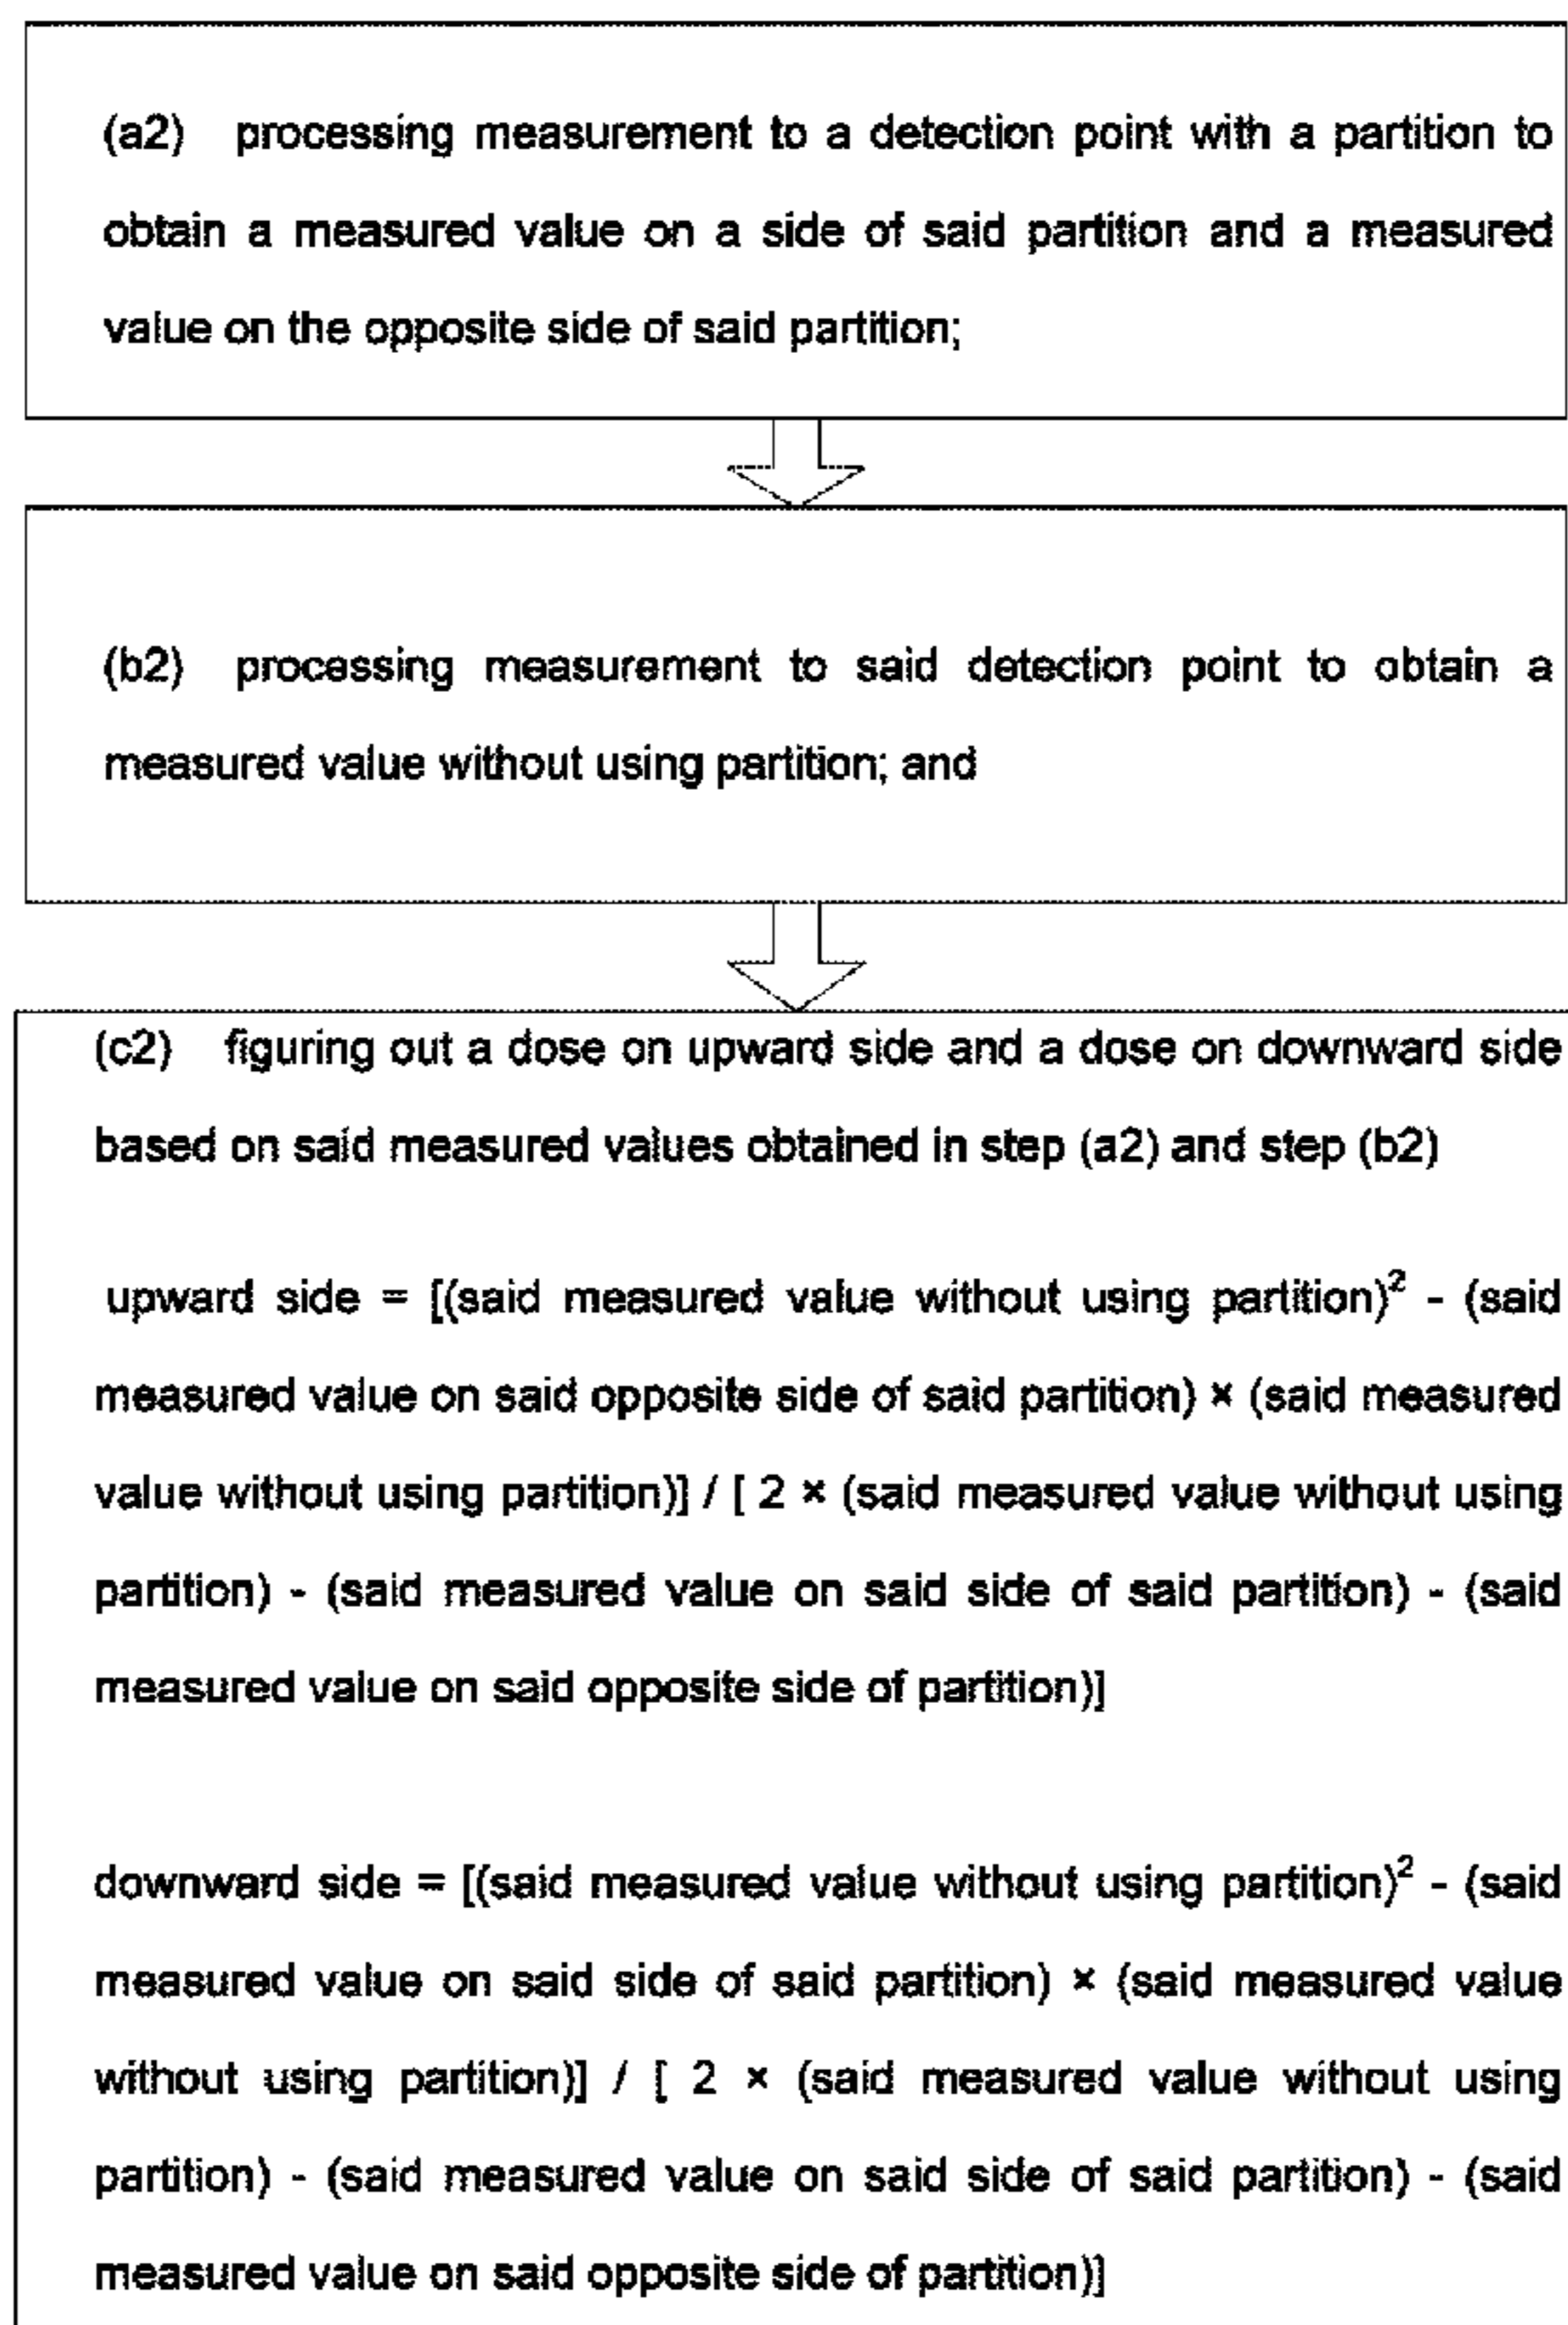 (a2) processing measurement to a detection point with a partition to
obtain a measured value on a side of said partition and a measured
value on the opposite side of said partition;
(b2) processing measurement to said detection point to obtain a
measured value without using partition; and
(c2) figuring out a dose on upward side and a dose on downward side
based on said measured values obtained in step (a2) and step (b2)
upward side = [(said measured value without using partition)² - (said
measured value on said opposite side of said partition) × (said measured
value without using partition)] / [ 2 × (said measured value without using
partition) - (said measured value on said side of said partition) - (said
measured value on said opposite side of partition)]
downward side = [(said measured value without using partition)² - (said
measured value on said side of said partition) × (said measured value
without using partition)] / [ 2 × (said measured value without using
partition) - (said measured value on said side of said partition) - (said
measured value on said opposite side of partition)]